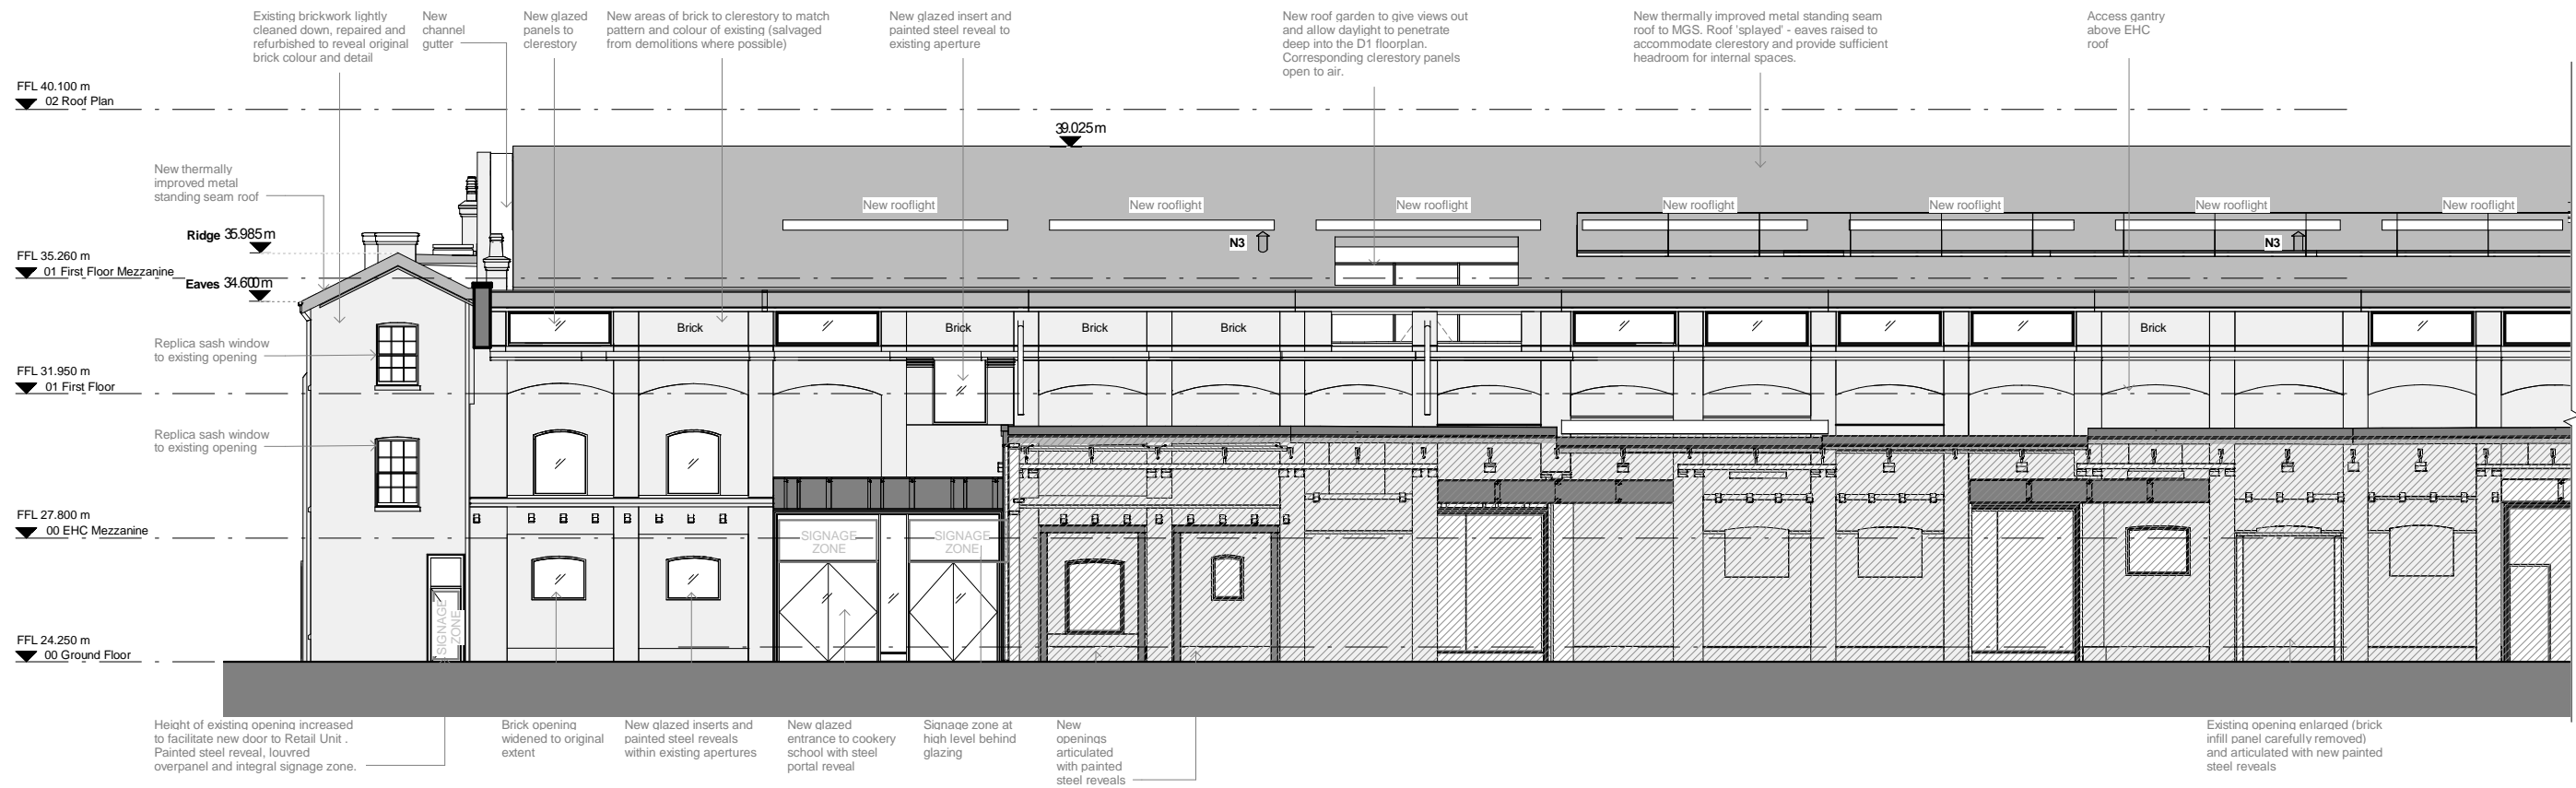 Existing brickwork lightly
cleaned down, repaired and
refurbished to reveal original
brick colour and detail
New
channel
gutter
New glazed
panels to
clerestory
New areas of brick to clerestory to match
pattern and colour of existing (salvaged
from demolitions where possible)
New glazed insert and
painted steel reveal to
existing aperture
New roof garden to give views out
and allow daylight to penetrate
deep into the D1 floorplan.
Corresponding clerestory panels
open to air.
New thermally improved metal standing seam
roof to MGS. Roof 'splayed' - eaves raised to
accommodate clerestory and provide sufficient
headroom for internal spaces.
Access gantry
above EHC
roof
FFL 40.100 m
02 Roof Plan
39.025 m
New thermally
improved metal
standing seam roof
New rooflight
New rooflight
New rooflight
New rooflight
New rooflight
New rooflight
New rooflight
Ridge 35.985 m
N3
N3
FFL 35.260 m
01 First Floor Mezzanine
Eaves 34.600 m
Brick
Brick
Brick
Brick
Brick
Replica sash window
to existing opening
FFL 31.950 m
01 First Floor
Replica sash window
to existing opening
FFL 27.800 m
00 EHC Mezzanine
SIGNAGE
ZONE
SIGNAGE
ZONE
SIGNAGE
ZONE
FFL 24.250 m
00 Ground Floor
Height of existing opening increased
to facilitate new door to Retail Unit .
Painted steel reveal, louvred
overpanel and integral signage zone.
Brick opening
widened to original
extent
New glazed inserts and
painted steel reveals
within existing apertures
New glazed
entrance to cookery
school with steel
portal reveal
Signage zone at
high level behind
glazing
New
openings
articulated
with painted
steel reveals
Existing opening enlarged (brick
infill panel carefully removed)
and articulated with new painted
steel reveals